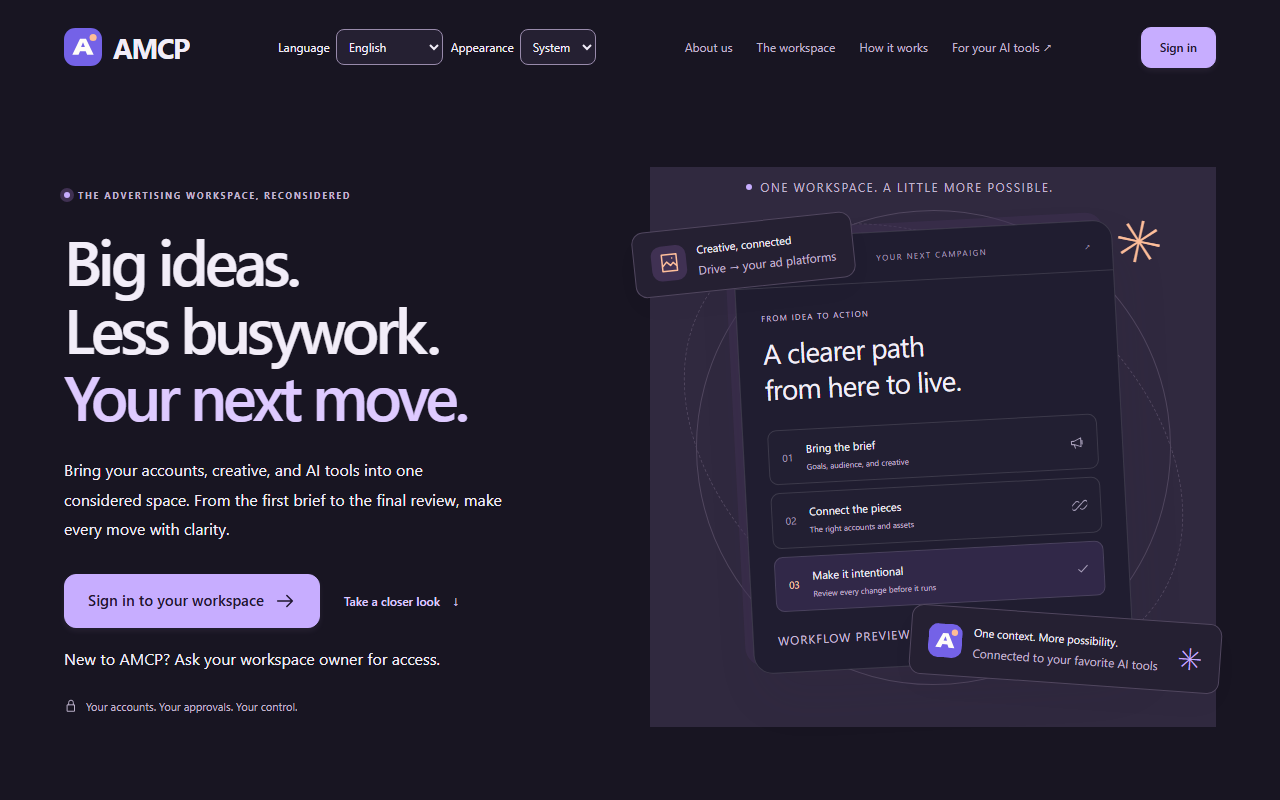 AMCP
Language English Appearance System
About us The workspace How it works For your AI tools ↗
Sign in
THE ADVERTISING WORKSPACE, RECONSIDERED
Big ideas.
Less busywork.
Your next move.
Bring your accounts, creative, and AI tools into one
considered space. From the first brief to the final review, make
every move with clarity.
Sign in to your workspace →
Take a closer look ↓
New to AMCP? Ask your workspace owner for access.
Your accounts. Your approvals. Your control.
ONE WORKSPACE. A LITTLE MORE POSSIBLE.
Creative, connected
Drive → your ad platforms
YOUR NEXT CAMPAIGN ↗
FROM IDEA TO ACTION
A clearer path
from here to live.
01 Bring the brief
Goals, audience, and creative
02 Connect the pieces
The right accounts and assets
03 Make it intentional
Review every change before it runs
WORKFLOW PREVIEW
One context. More possibility.
Connected to your favorite AI tools